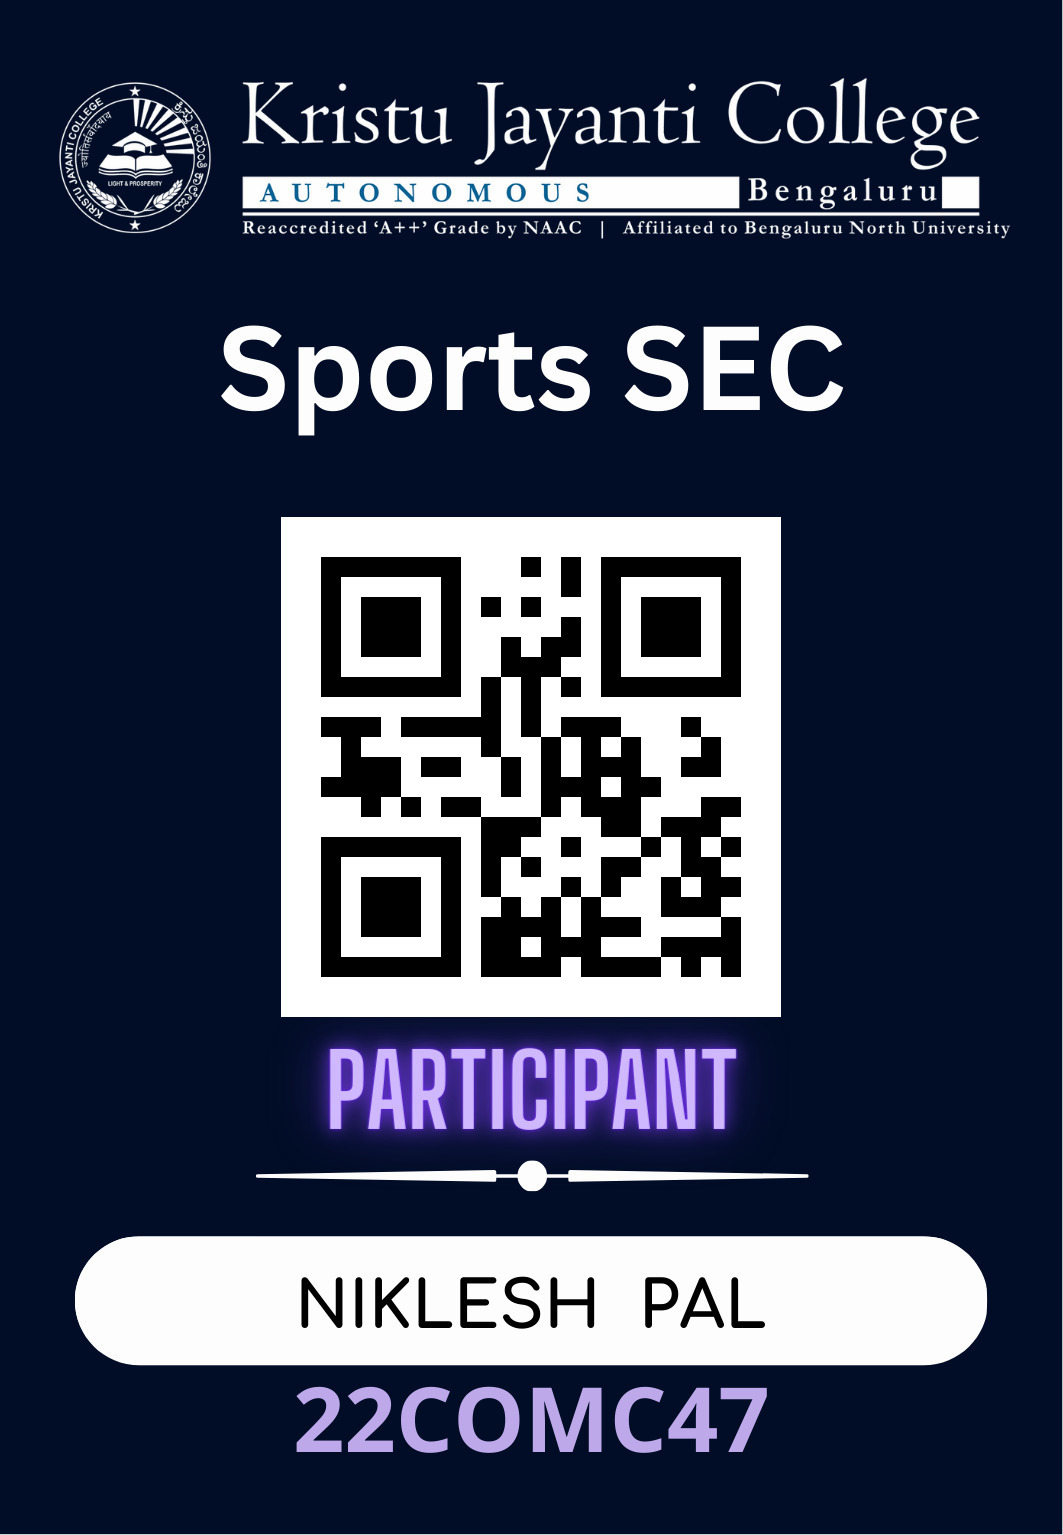 Kristu Jayanti College
AUTONOMOUS Bengaluru
Reaccredited ‘A++’ Grade by NAAC | Affiliated to Bengaluru North University
KRISTU JAYANTI COLLEGE
ಕ್ರಿಸ್ತು ಜಯಂತಿ ಕಾಲೇಜು
LIGHT & PROSPERITY
Sports SEC
PARTICIPANT
NIKLESH PAL
22COMC47